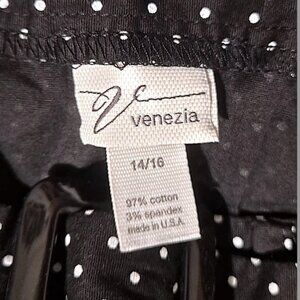 venezia
14/16
97% cotton
3% spandex
made in U.S.A.